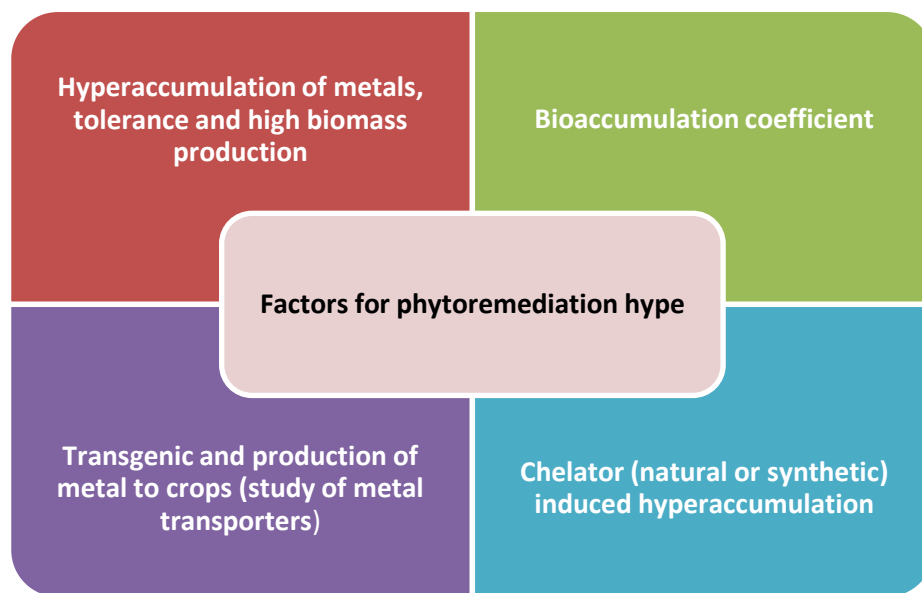 Hyperaccumulation of metals,
tolerance and high biomass
production
Bioaccumulation coefficient
Factors for phytoremediation hype
Transgenic and production of
metal to crops (study of metal
transporters)
Chelator (natural or synthetic)
induced hyperaccumulation